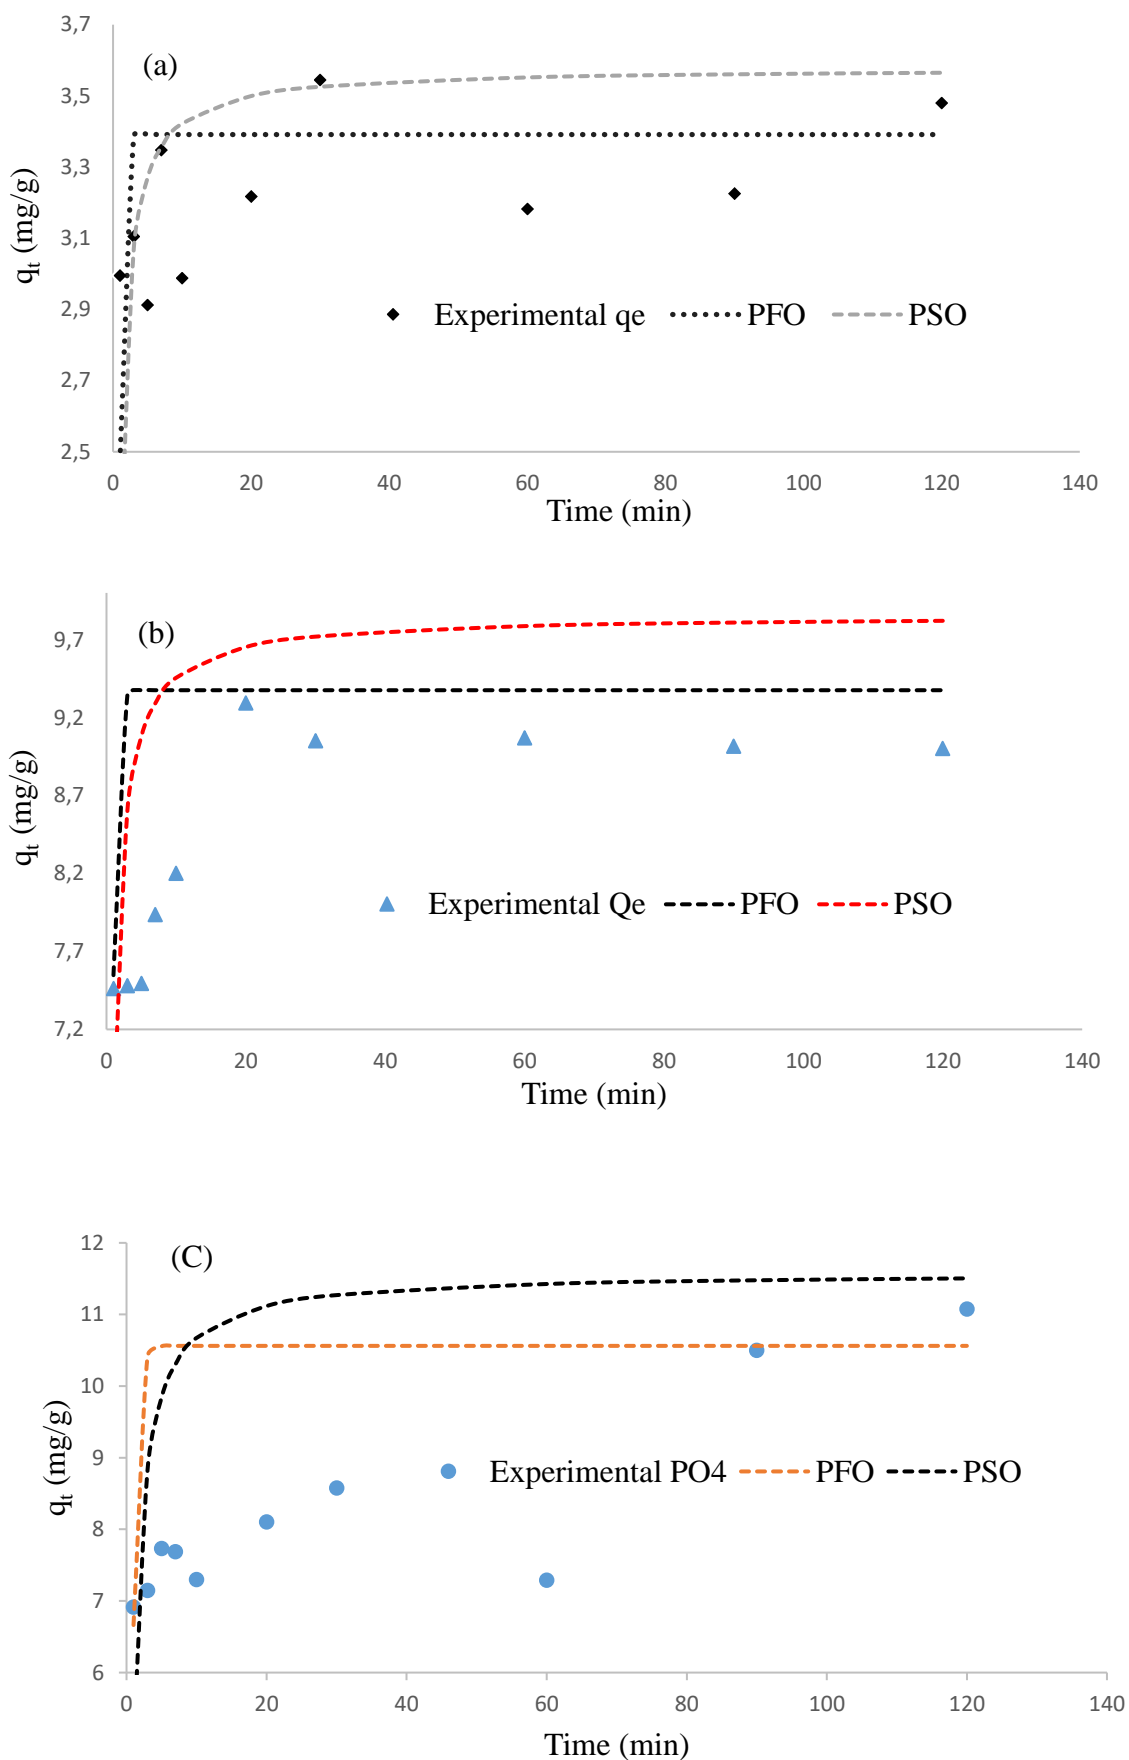 3,7
(a)
3,5
3,3
3,1
2,9
2,7
2,5
qt (mg/g)
Experimental qe PFO PSO
0 20 40 60 80 100 120 140
Time (min)
(b)
9,7
9,2
8,7
8,2
7,7
7,2
qt (mg/g)
Experimental Qe PFO PSO
0 20 40 60 80 100 120 140
Time (min)
12
(C)
11
10
9
8
7
6
qt (mg/g)
Experimental PO4 PFO PSO
0 20 40 60 80 100 120 140
Time (min)